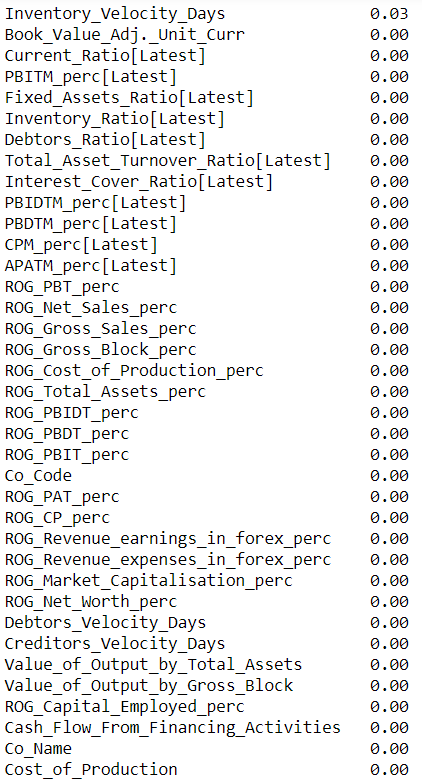 Inventory_Velocity_Days 0.03
Book_Value_Adj._Unit_Curr 0.00
Current_Ratio[Latest] 0.00
PBITM_perc[Latest] 0.00
Fixed_Assets_Ratio[Latest] 0.00
Inventory_Ratio[Latest] 0.00
Debtors_Ratio[Latest] 0.00
Total_Asset_Turnover_Ratio[Latest] 0.00
Interest_Cover_Ratio[Latest] 0.00
PBIDTM_perc[Latest] 0.00
PBDTM_perc[Latest] 0.00
CPM_perc[Latest] 0.00
APATM_perc[Latest] 0.00
ROG_PBT_perc 0.00
ROG_Net_Sales_perc 0.00
ROG_Gross_Sales_perc 0.00
ROG_Gross_Block_perc 0.00
ROG_Cost_of_Production_perc 0.00
ROG_Total_Assets_perc 0.00
ROG_PBIDT_perc 0.00
ROG_PBDT_perc 0.00
ROG_PBIT_perc 0.00
Co_Code 0.00
ROG_PAT_perc 0.00
ROG_CP_perc 0.00
ROG_Revenue_earnings_in_forex_perc 0.00
ROG_Revenue_expenses_in_forex_perc 0.00
ROG_Market_Capitalisation_perc 0.00
ROG_Net_Worth_perc 0.00
Debtors_Velocity_Days 0.00
Creditors_Velocity_Days 0.00
Value_of_Output_by_Total_Assets 0.00
Value_of_Output_by_Gross_Block 0.00
ROG_Capital_Employed_perc 0.00
Cash_Flow_From_Financing_Activities 0.00
Co_Name 0.00
Cost_of_Production 0.00